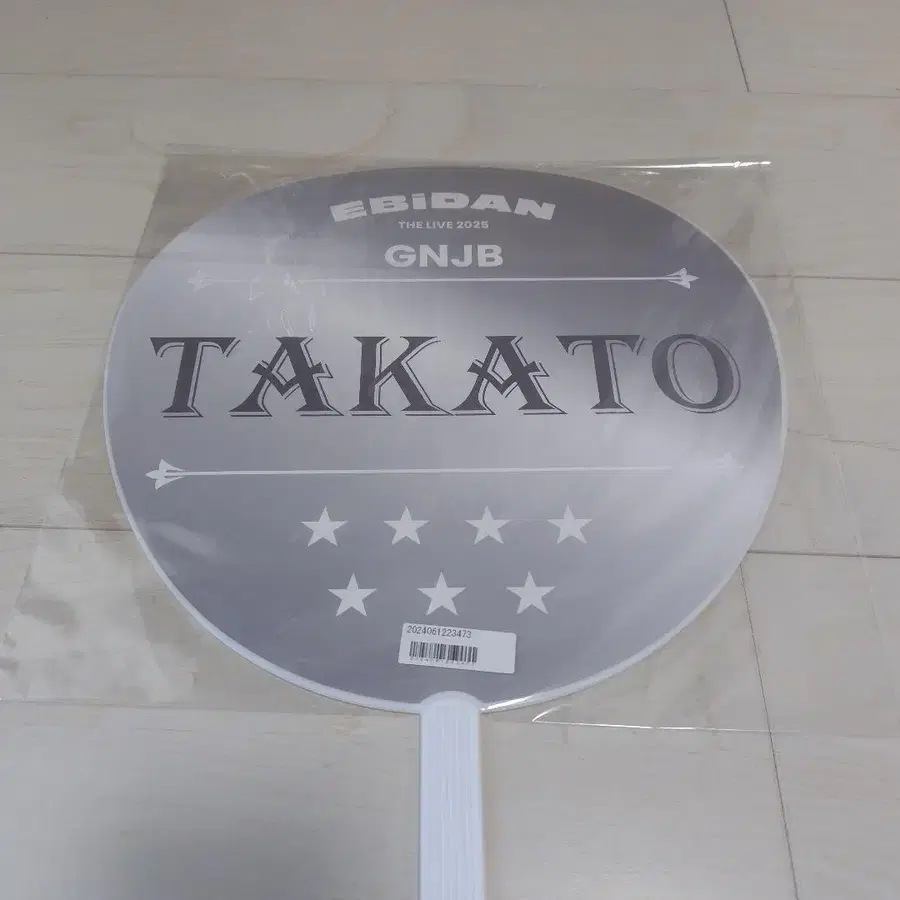 EBiDAN
THE LIVE 2025
GNJB
TAKATO
2024061223473